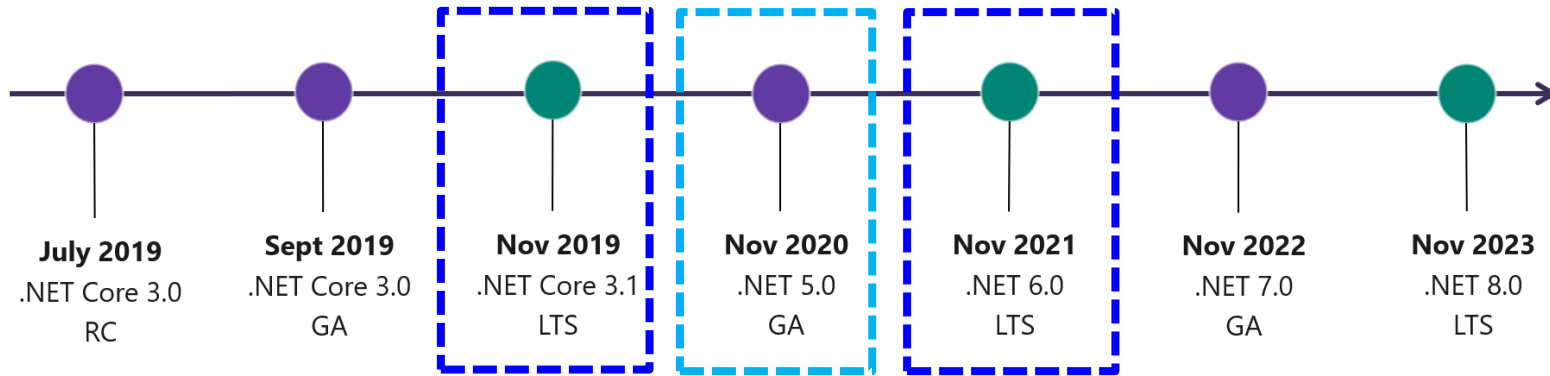 July 2019
.NET Core 3.0
RC
Sept 2019
.NET Core 3.0
GA
Nov 2019
.NET Core 3.1
LTS
Nov 2020
.NET 5.0
GA
Nov 2021
.NET 6.0
LTS
Nov 2022
.NET 7.0
GA
Nov 2023
.NET 8.0
LTS